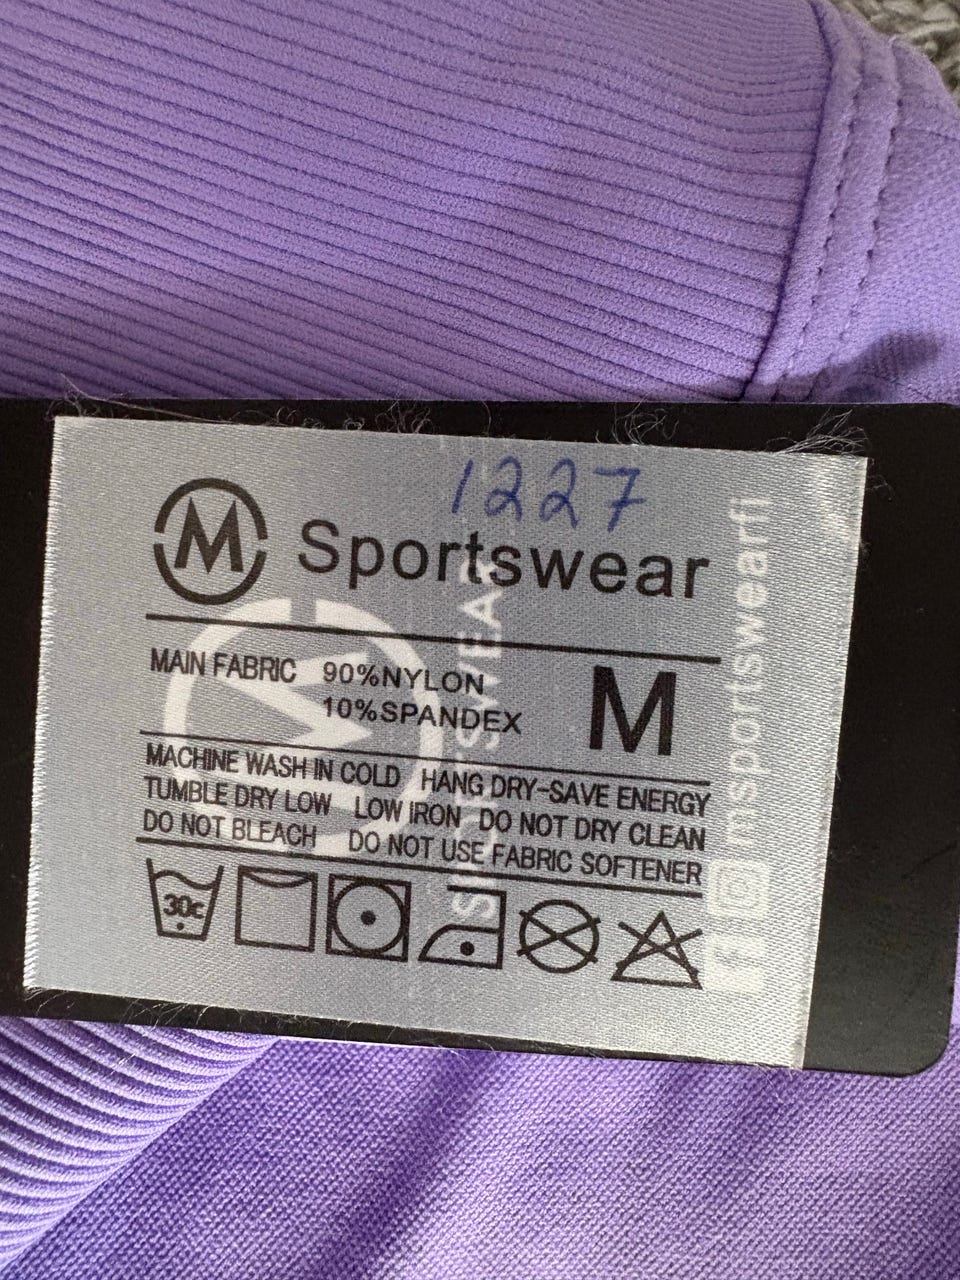 1227
M Sportswear
MAIN FABRIC 90%NYLON
10%SPANDEX
M
MACHINE WASH IN COLD HANG DRY-SAVE ENERGY
TUMBLE DRY LOW LOW IRON DO NOT DRY CLEAN
DO NOT BLEACH DO NOT USE FABRIC SOFTENER
30c
msportswearfi